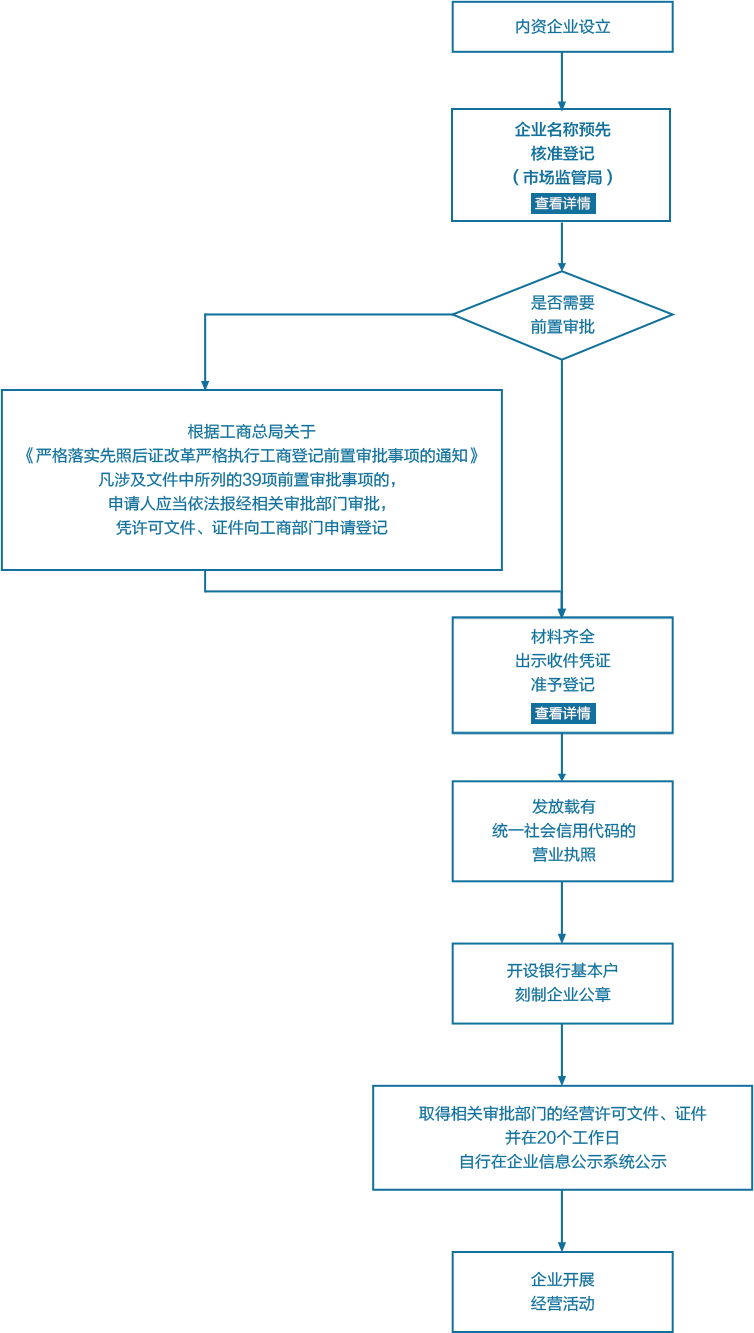 内资企业设立
企业名称预先
核准登记
（市场监管局）
查看详情
是否需要
前置审批
根据工商总局关于
《严格落实先照后证改革严格执行工商登记前置审批事项的通知》
凡涉及文件中所列的39项前置审批事项的，
申请人应当依法报经相关审批部门审批，
凭许可文件、证件向工商部门申请登记
材料齐全
出示收件凭证
准予登记
查看详情
发放载有
统一社会信用代码的
营业执照
开设银行基本户
刻制企业公章
取得相关审批部门的经营许可文件、证件
并在20个工作日
自行在企业信息公示系统公示
企业开展
经营活动